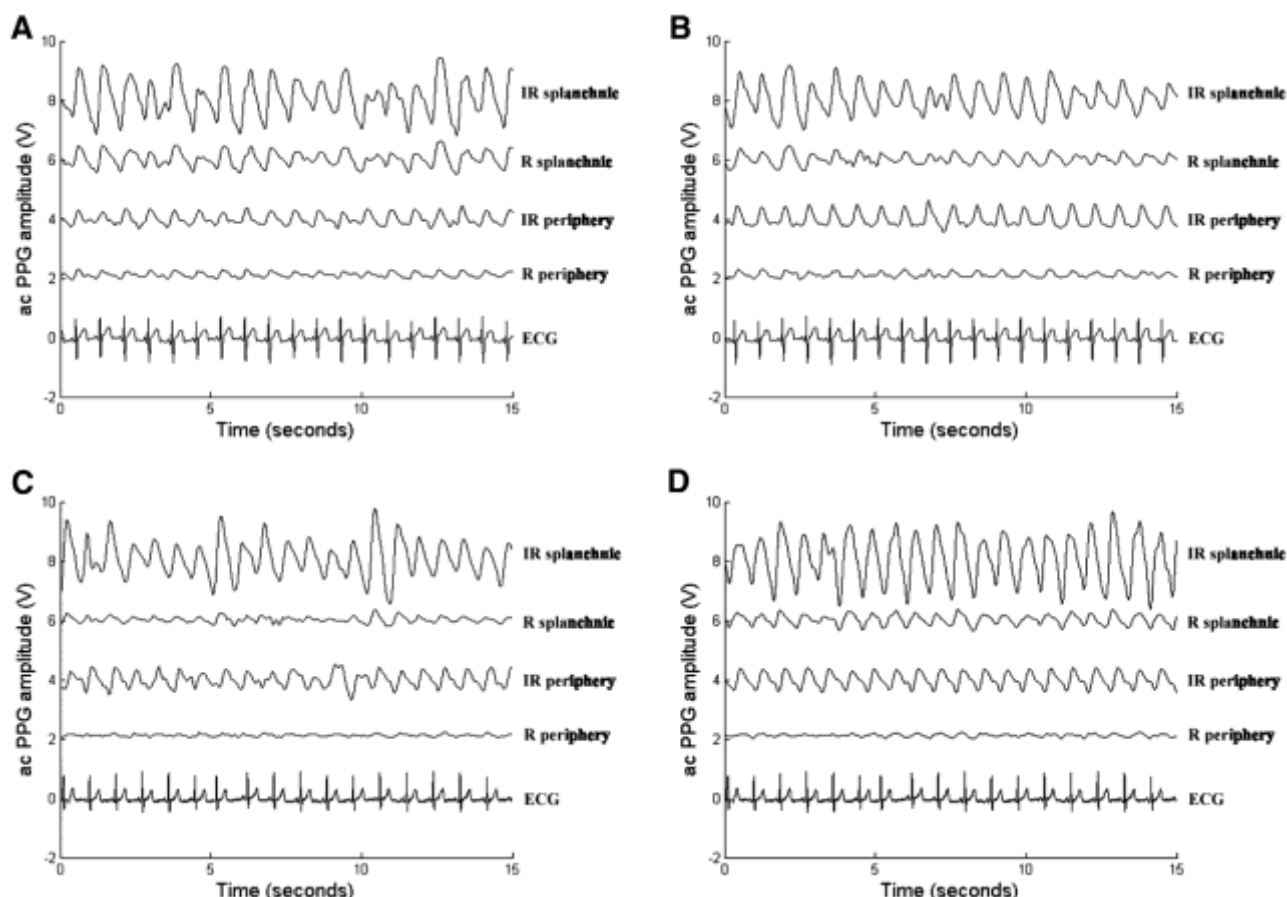 A
ac PPG amplitude (V)
10
8
6
4
2
0
-2
0
5
10
15
Time (seconds)
IR splanchnic
R splanchnic
IR periphery
R periphery
ECG
B
ac PPG amplitude (V)
10
8
6
4
2
0
-2
0
5
10
15
Time (seconds)
IR splanchnic
R splanchnic
IR periphery
R periphery
ECG
C
ac PPG amplitude (V)
10
8
6
4
2
0
-2
0
5
10
15
Time (seconds)
IR splanchnic
R splanchnic
IR periphery
R periphery
ECG
D
ac PPG amplitude (V)
10
8
6
4
2
0
-2
0
5
10
15
Time (seconds)
IR splanchnic
R splanchnic
IR periphery
R periphery
ECG